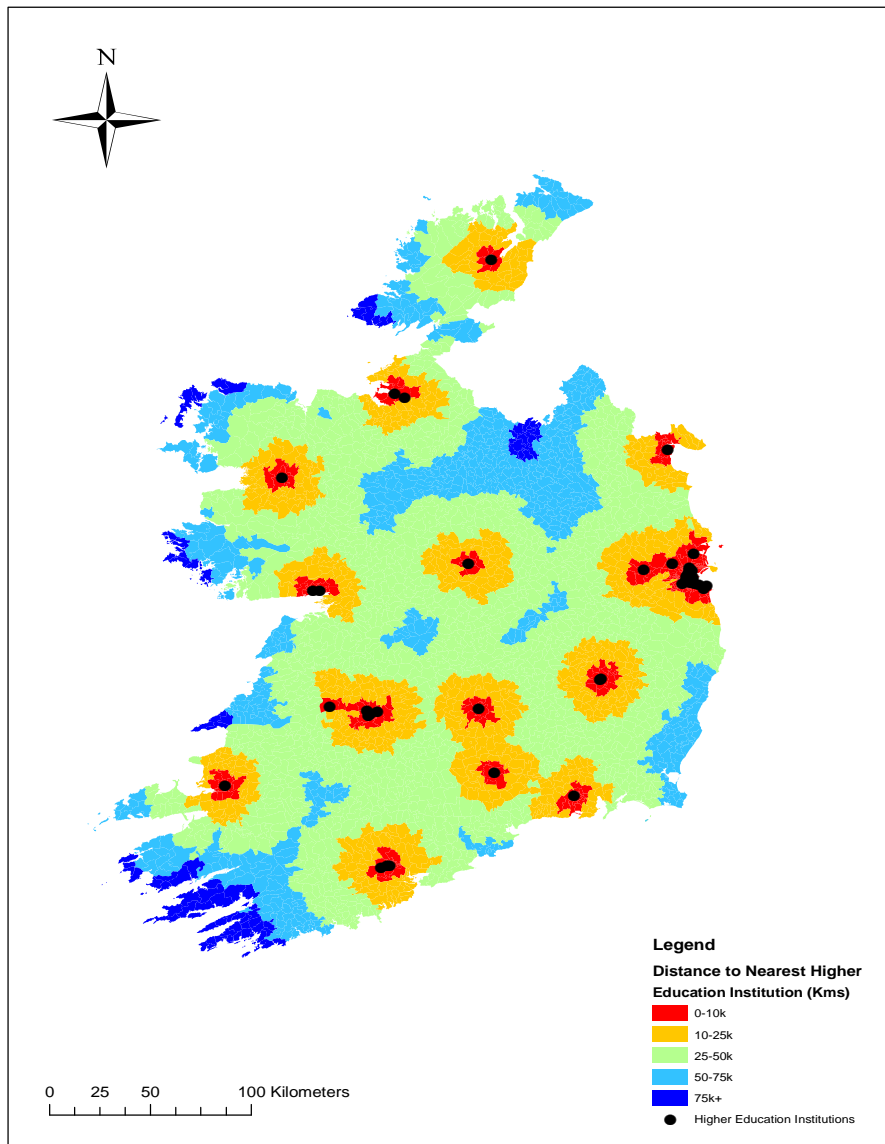 N
Legend
Distance to Nearest Higher
Education Institution (Kms)
0-10k
10-25k
25-50k
50-75k
75k+
Higher Education Institutions
0 25 50 100 Kilometers